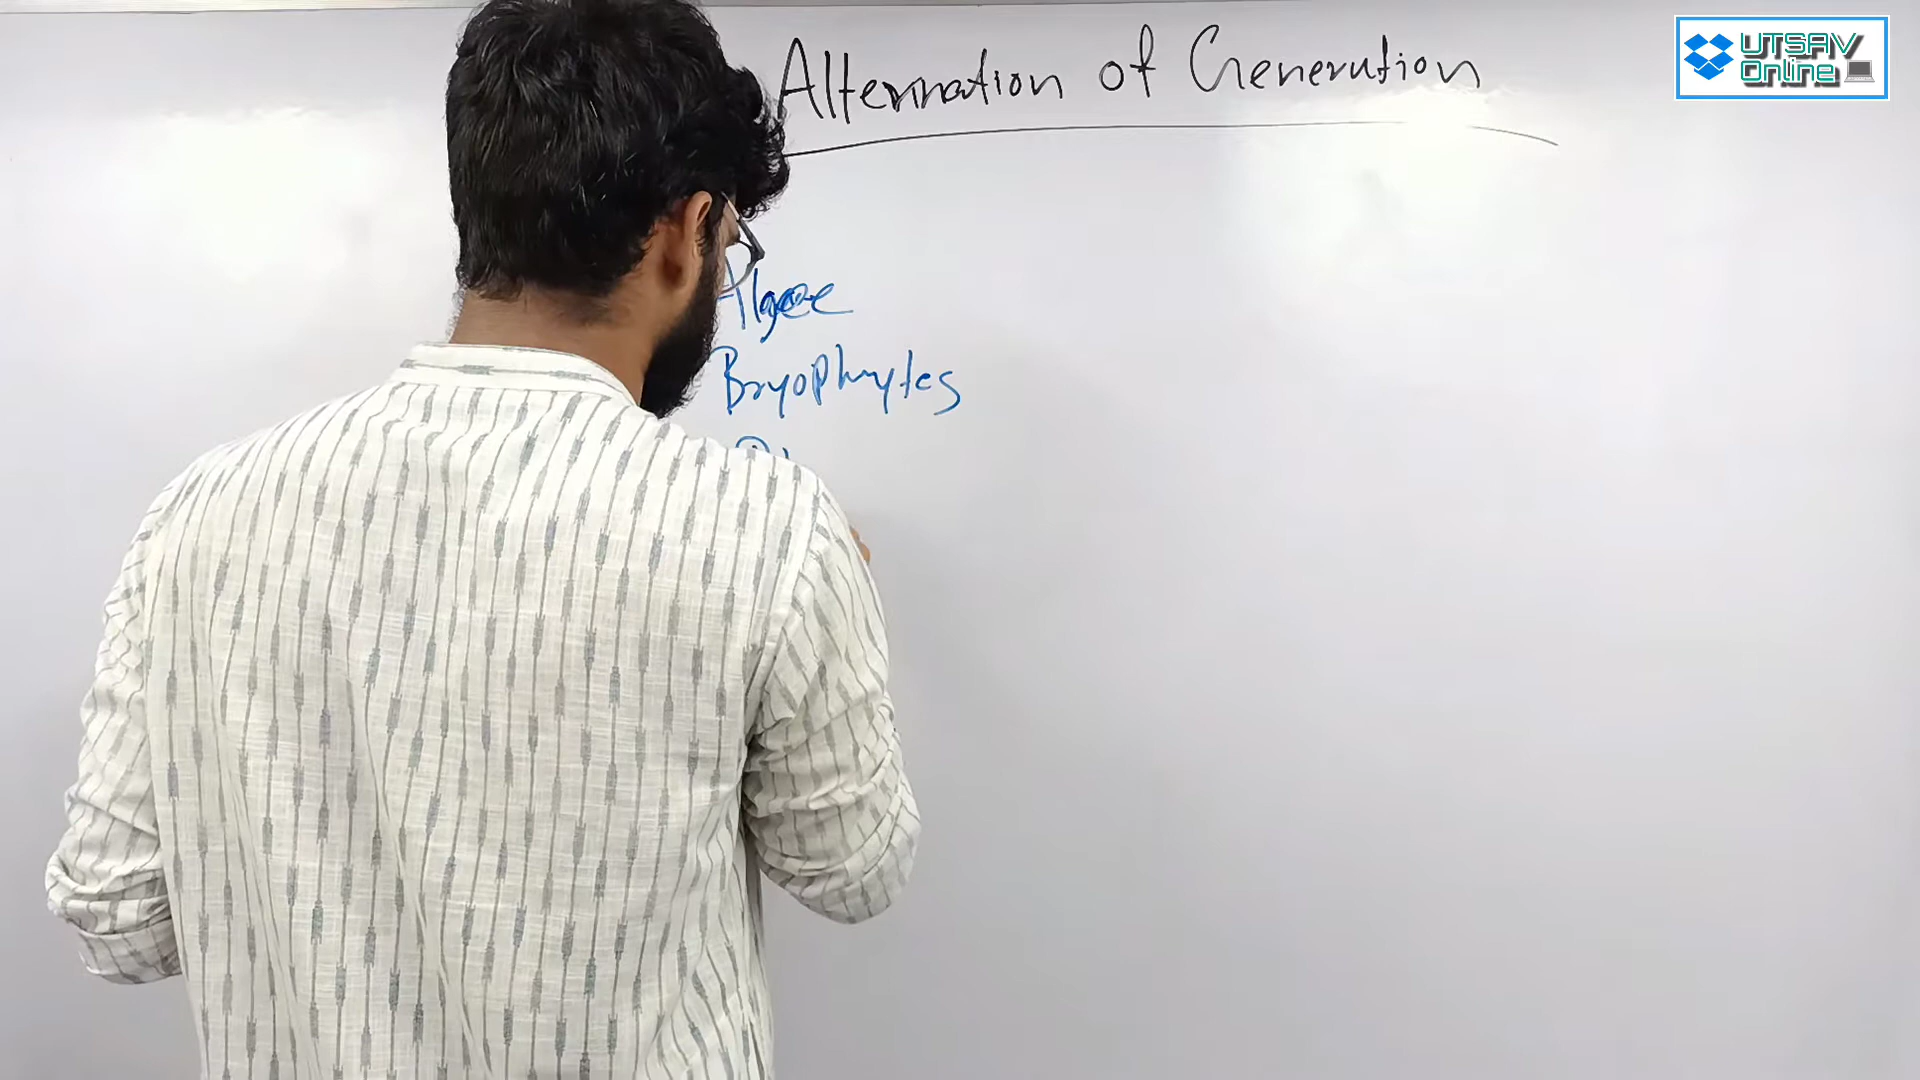 Alternation of Generation
UTSAV
Online
Algae
Bryophytes